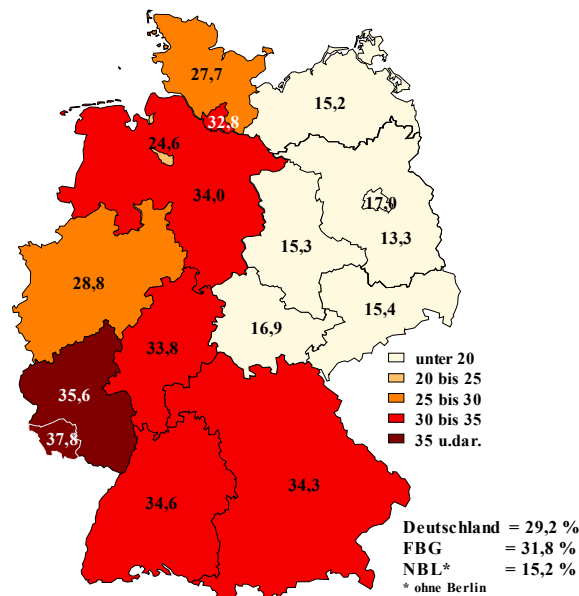 27,7
15,2
32,8
24,6
34,0
17,0
13,3
15,3
28,8
15,4
16,9
33,8
unter 20
20 bis 25
25 bis 30
30 bis 35
35 u.dar.
35,6
37,8
34,6
34,3
Deutschland = 29,2 %
FBG = 31,8 %
NBL* = 15,2 %
* ohne Berlin